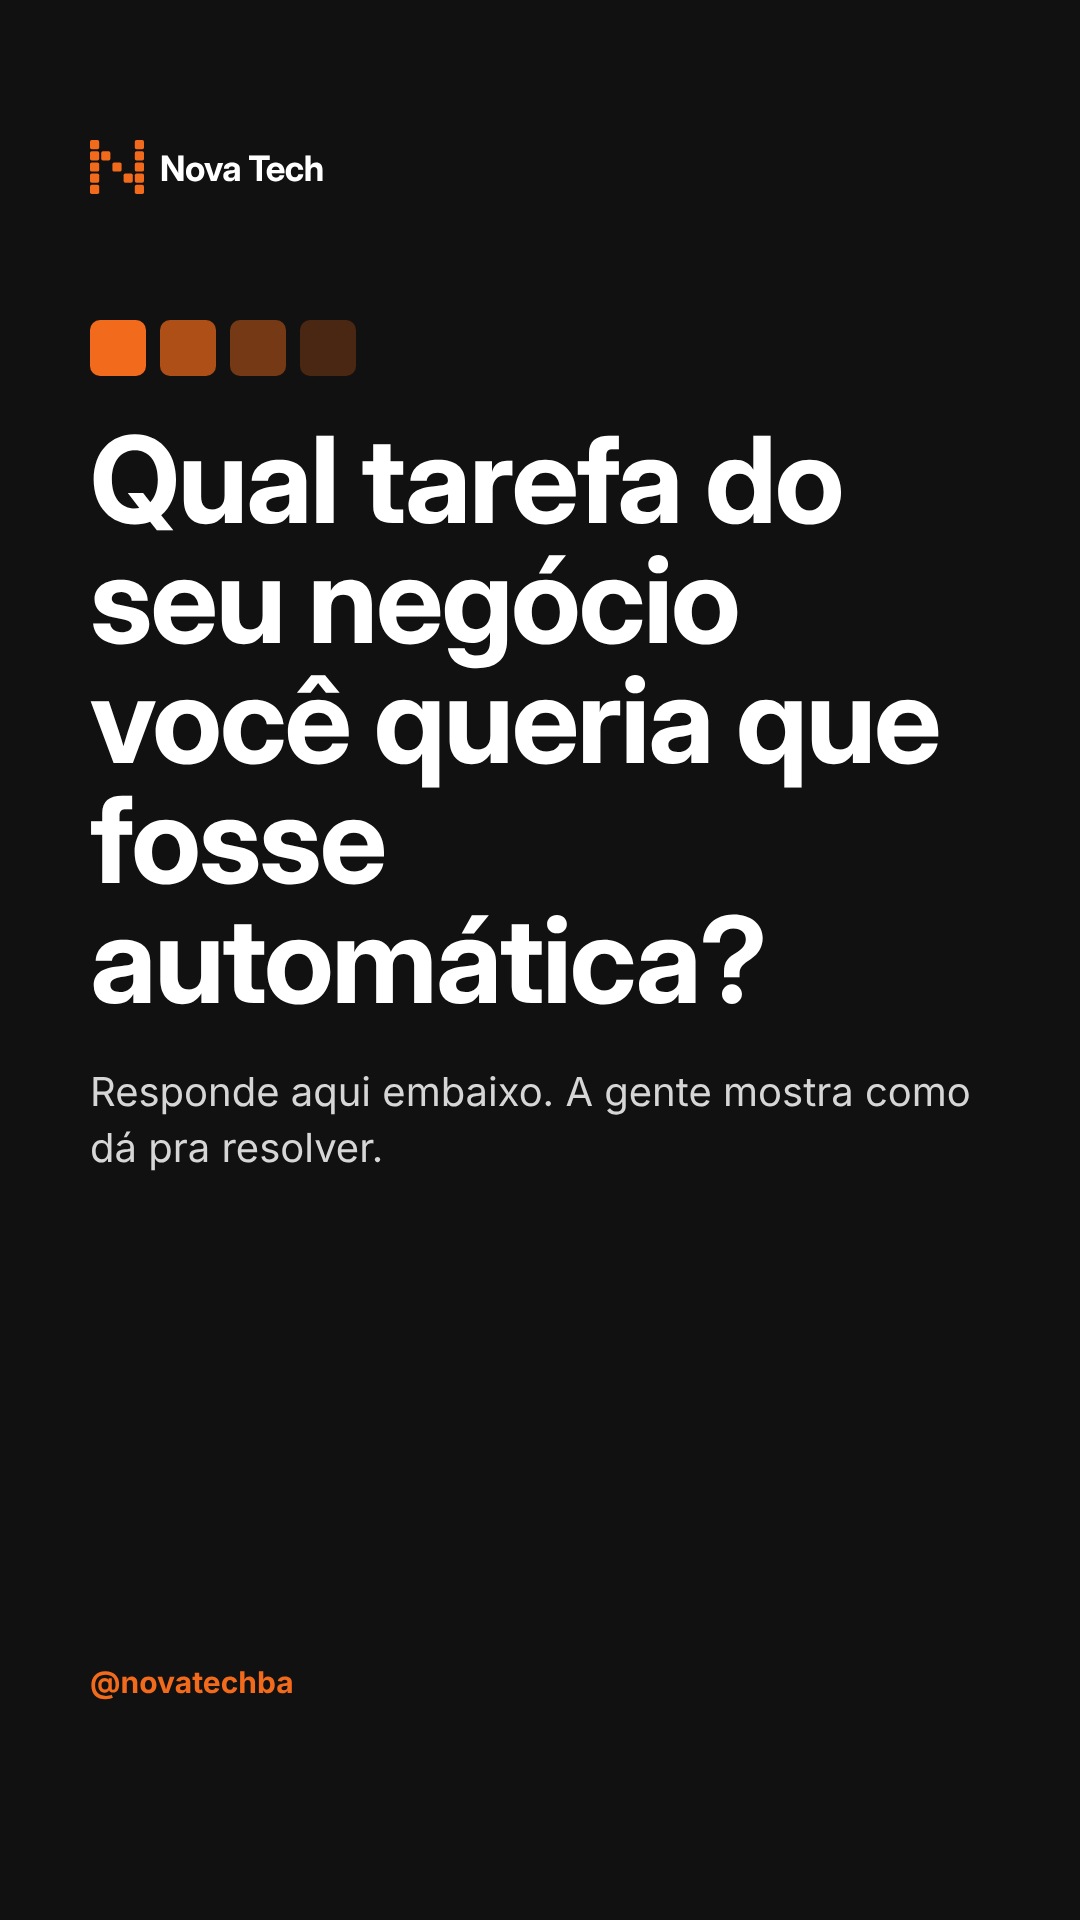 Nova Tech
Qual tarefa do
seu negócio
você queria que
fosse
automática?
Responde aqui embaixo. A gente mostra como
dá pra resolver.
@novatechba